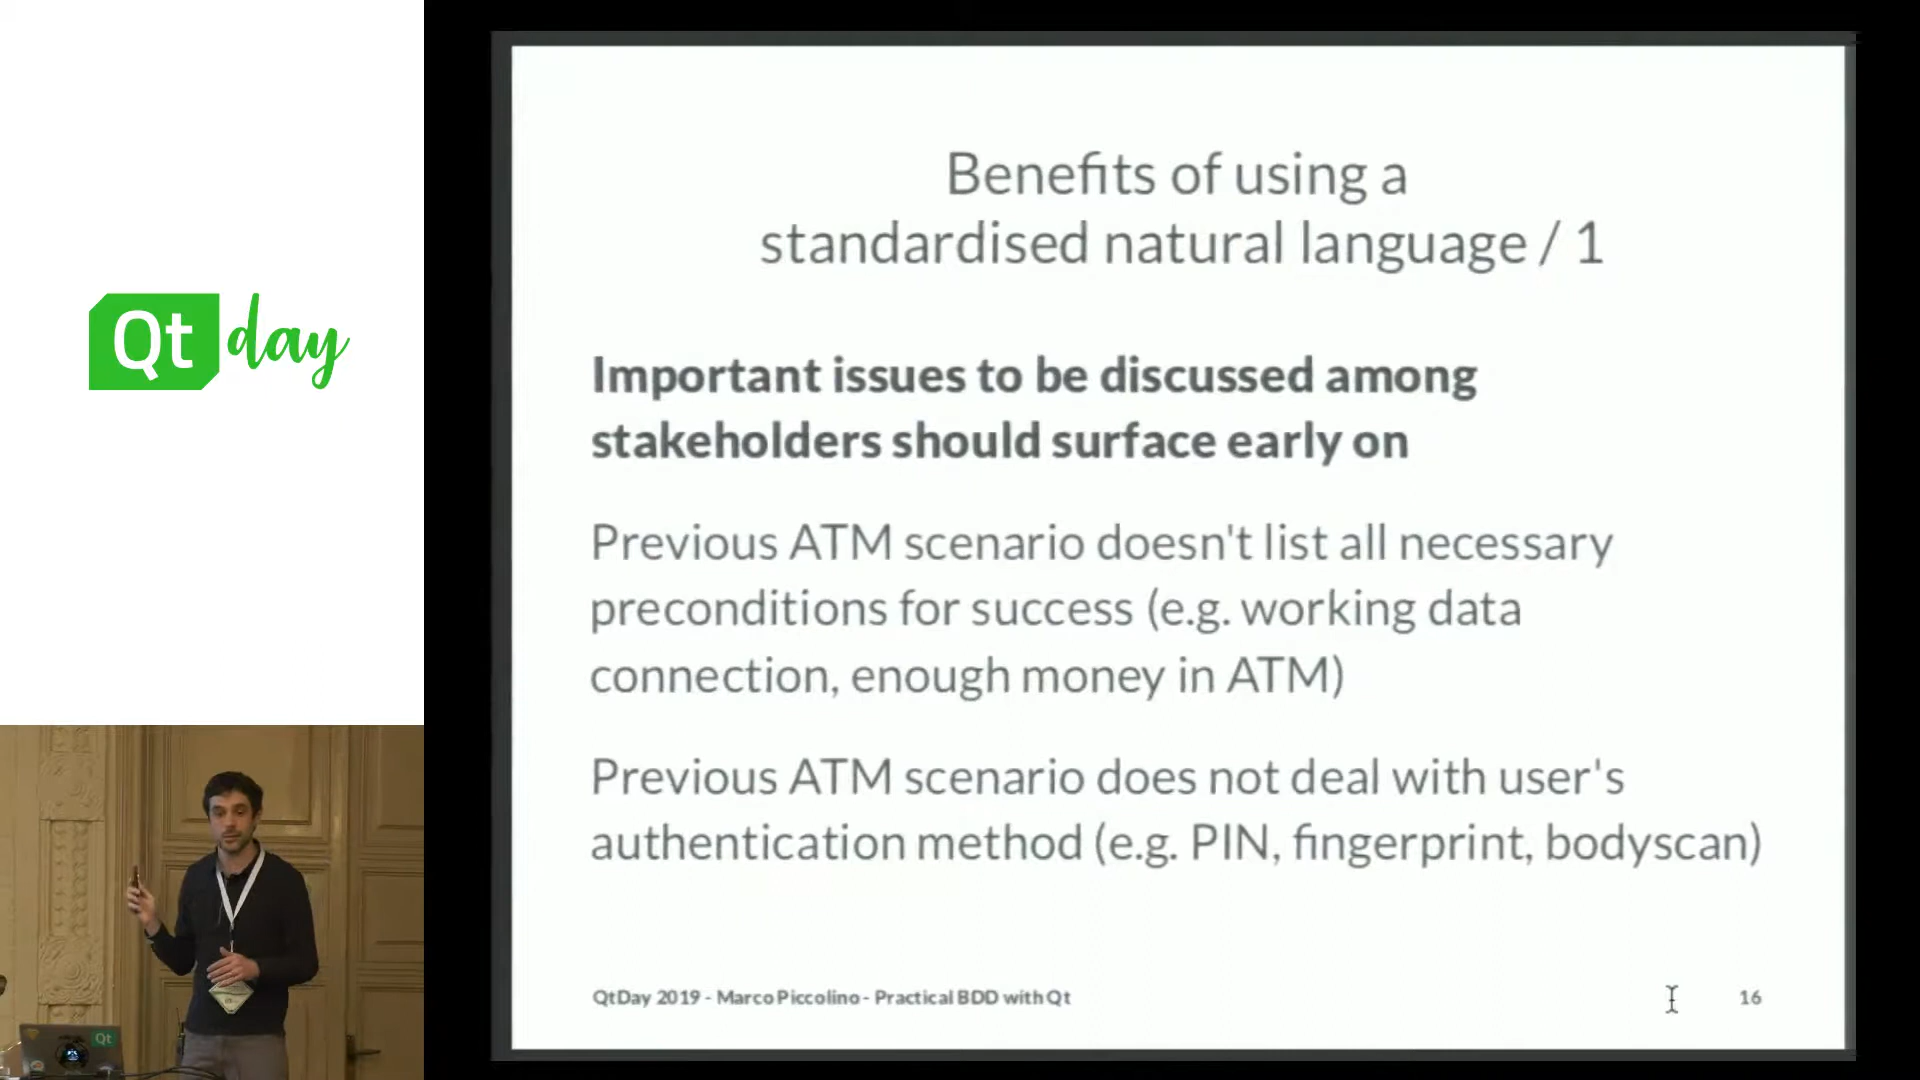 Qt day
Benefits of using a
standardised natural language / 1
Important issues to be discussed among
stakeholders should surface early on
Previous ATM scenario doesn't list all necessary
preconditions for success (e.g. working data
connection, enough money in ATM)
Previous ATM scenario does not deal with user's
authentication method (e.g. PIN, fingerprint, bodyscan)
QtDay 2019 - Marco Piccolino - Practical BDD with Qt
16
Qt